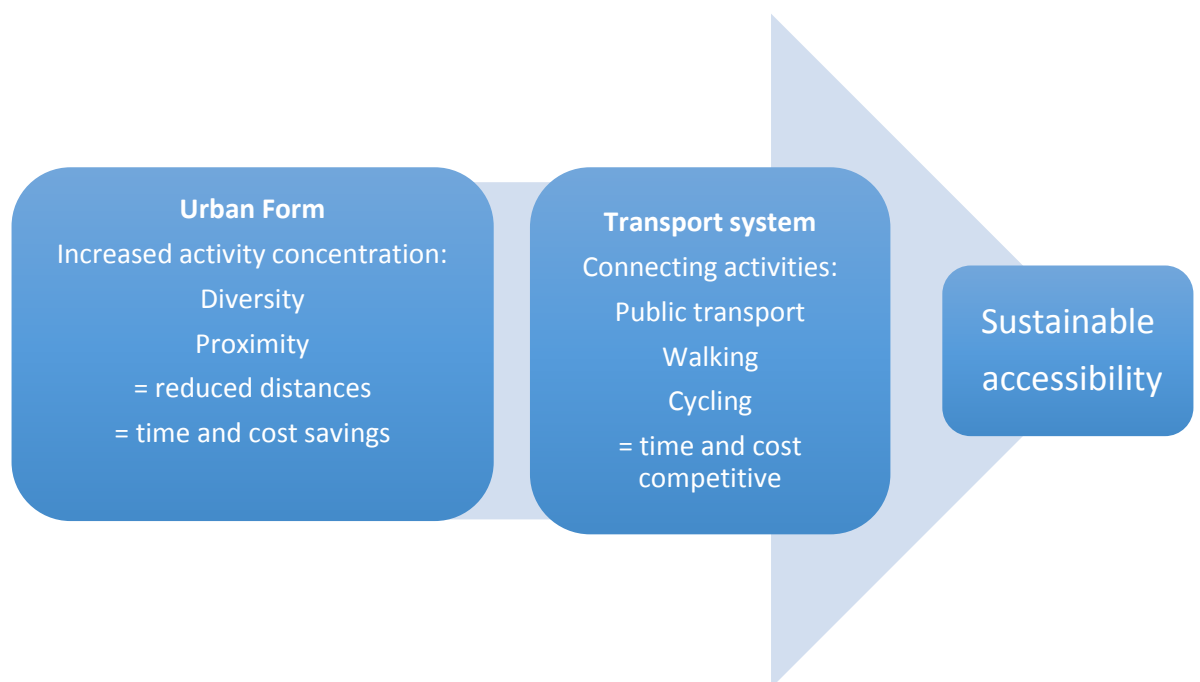 Urban Form
Increased activity concentration:
Diversity
Proximity
= reduced distances
= time and cost savings
Transport system
Connecting activities:
Public transport
Walking
Cycling
= time and cost
competitive
Sustainable
accessibility